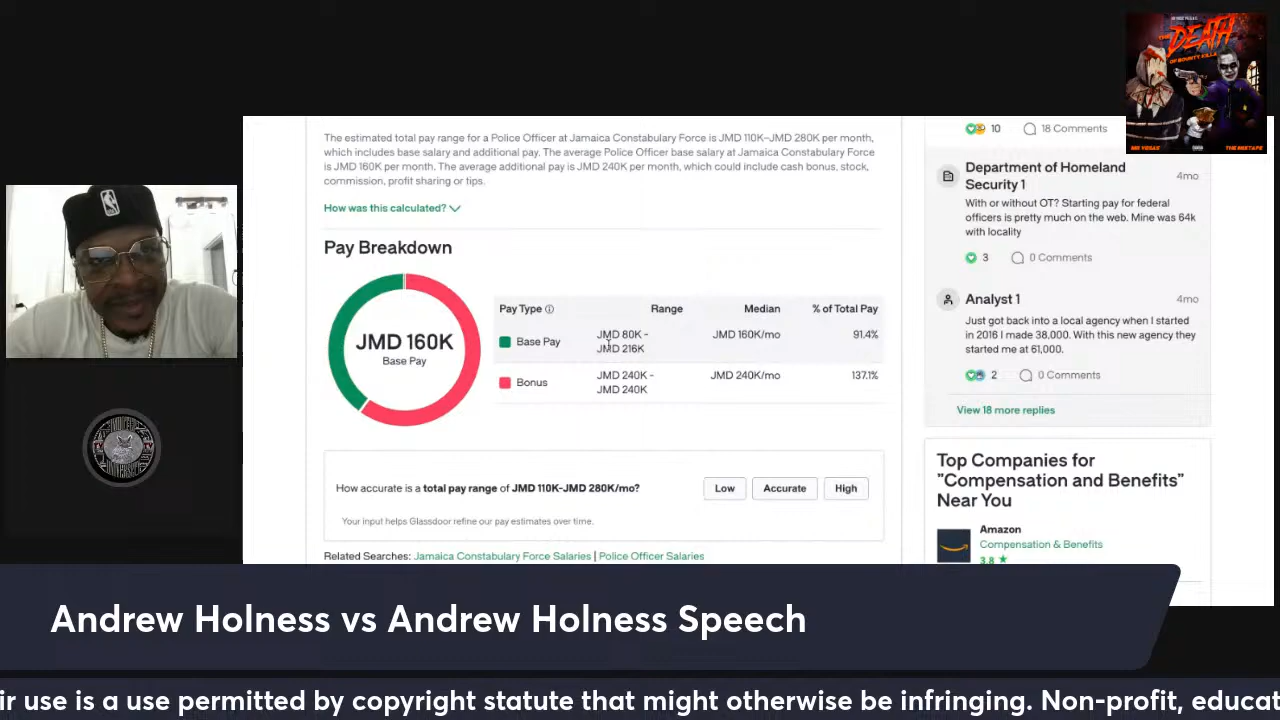 DEATH
OF BOUNTY KILLA
MR VEGAS
THE MIXTAPE
The estimated total pay range for a Police Officer at Jamaica Constabulary Force is JMD 110K–JMD 280K per month,
which includes base salary and additional pay. The average Police Officer base salary at Jamaica Constabulary Force
is JMD 160K per month. The average additional pay is JMD 240K per month, which could include cash bonus, stock,
commission, profit sharing or tips.
How was this calculated?
Pay Breakdown
JMD 160K
Base Pay
Pay Type Range Median % of Total Pay
Base Pay JMD 80K - JMD 160K/mo 91.4%
JMD 216K
Bonus JMD 240K - JMD 240K/mo 137.1%
JMD 240K
How accurate is a total pay range of JMD 110K-JMD 280K/mo?
Low Accurate High
Your input helps Glassdoor refine our pay estimates over time.
Related Searches: Jamaica Constabulary Force Salaries | Police Officer Salaries
10 18 Comments
Department of Homeland
Security 1
4mo
With or without OT? Starting pay for federal
officers is pretty much on the web. Mine was 64k
with locality
3 0 Comments
Analyst 1 4mo
Just got back into a local agency when I started
in 2016 I made 38,000. With this new agency they
started me at 61,000.
2 0 Comments
View 18 more replies
Top Companies for
"Compensation and Benefits"
Near You
Amazon
Compensation & Benefits
3.8 ★
Andrew Holness vs Andrew Holness Speech
ir use is a use permitted by copyright statute that might otherwise be infringing. Non-profit, educat